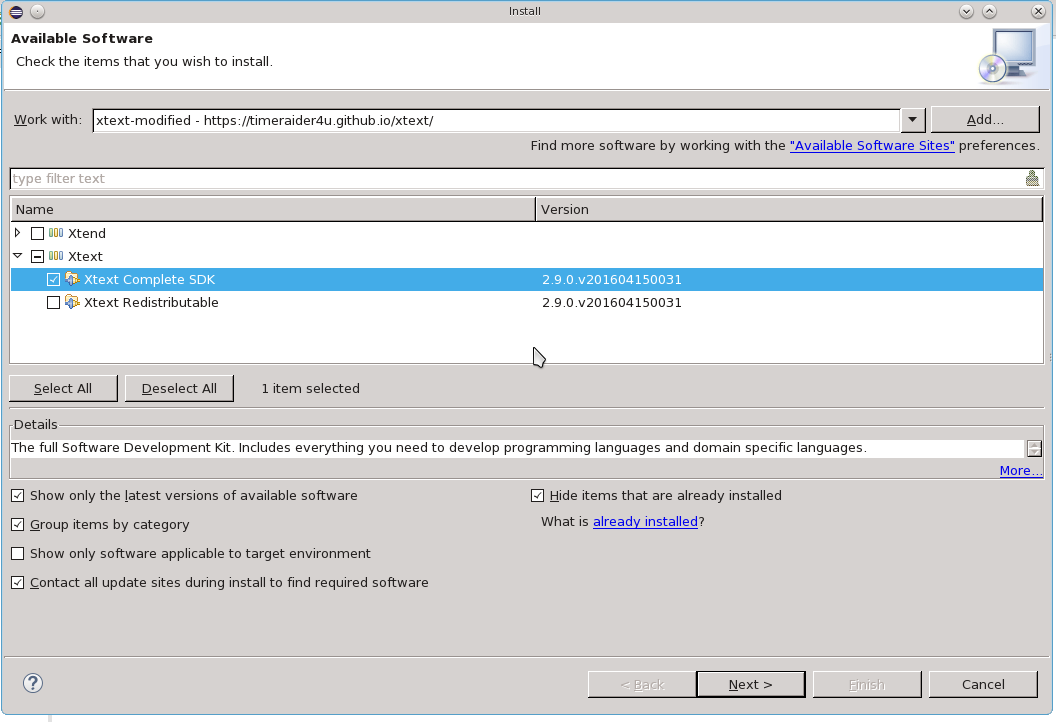 Install
Available Software
Check the items that you wish to install.
Work with: xtext-modified - https://timeraider4u.github.io/xtext/ Add...
Find more software by working with the "Available Software Sites" preferences.
type filter text
Name Version
Xtend
Xtext
Xtext Complete SDK 2.9.0.v201604150031
Xtext Redistributable 2.9.0.v201604150031
Select All Deselect All 1 item selected
Details
The full Software Development Kit. Includes everything you need to develop programming languages and domain specific languages.
More...
Show only the latest versions of available software Hide items that are already installed
Group items by category What is already installed?
Show only software applicable to target environment
Contact all update sites during install to find required software
? < Back Next > Finish Cancel